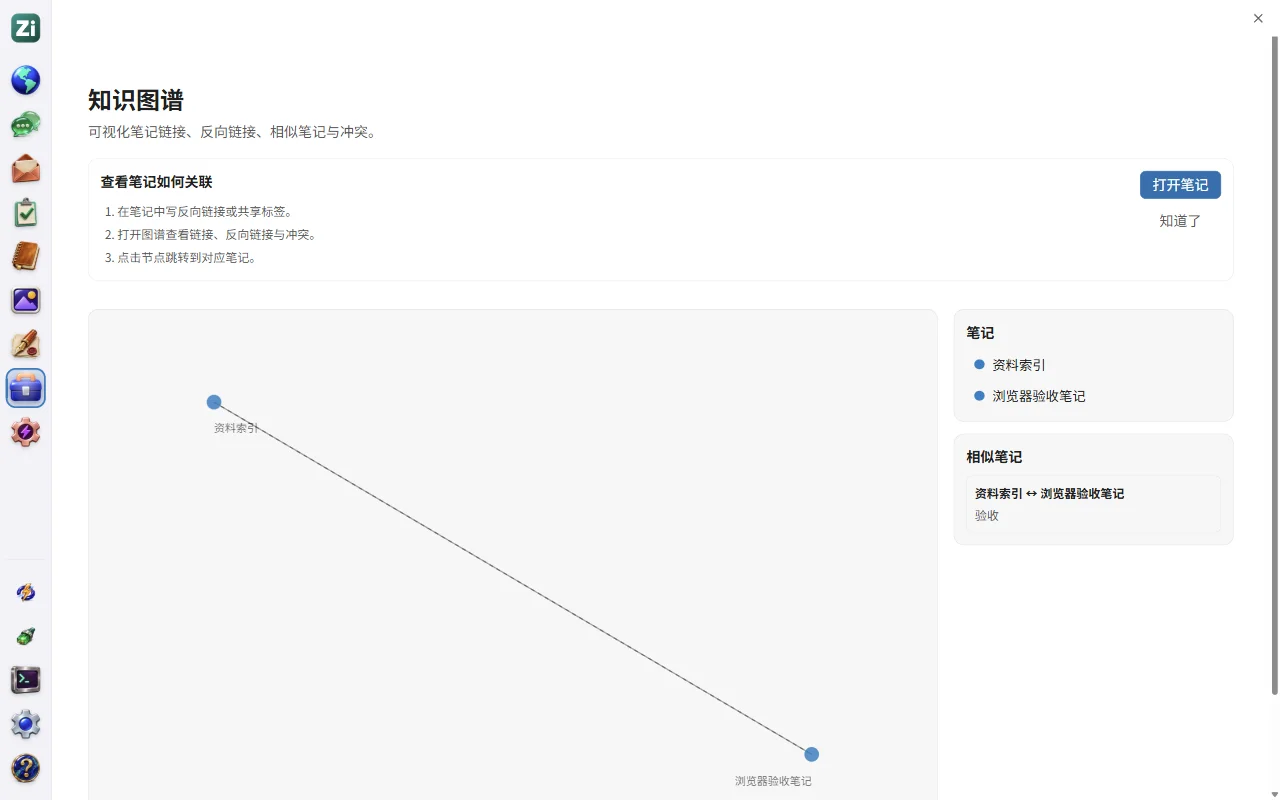 Zi
知识图谱
可视化笔记链接、反向链接、相似笔记与冲突。
查看笔记如何关联
1. 在笔记中写反向链接或共享标签。
2. 打开图谱查看链接、反向链接与冲突。
3. 点击节点跳转到对应笔记。
打开笔记
知道了
资料索引
浏览器验收笔记
笔记
资料索引
浏览器验收笔记
相似笔记
资料索引 ↔ 浏览器验收笔记
验收